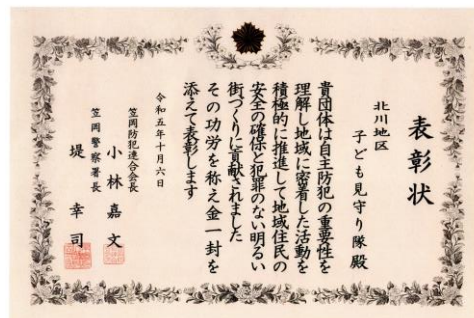 表彰状
北川地区
子ども見守り隊殿
貴団体は自主防犯の重要性を
理解し地域に密着した活動を
積極的に推進して地域住民の
安全の確保と犯罪のない明るい
街づくりに貢献されました
その功労を称え金一封を
添えて表彰します
令和五年十月六日
笠岡防犯連合会長
小林嘉文
笠岡警察署長
堤幸司